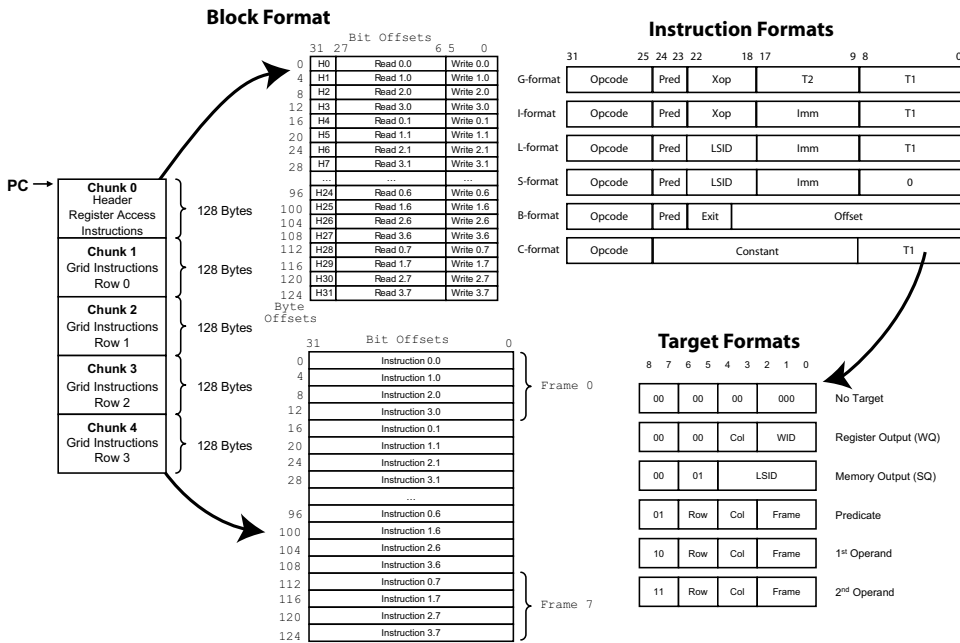 Block Format
Bit Offsets
31 27 6 5 0
0 H0 Read 0.0 Write 0.0
4 H1 Read 1.0 Write 1.0
8 H2 Read 2.0 Write 2.0
12 H3 Read 3.0 Write 3.0
16 H4 Read 0.1 Write 0.1
20 H5 Read 1.1 Write 1.1
24 H6 Read 2.1 Write 2.1
28 H7 Read 3.1 Write 3.1
... ... ...
96 H24 Read 0.6 Write 0.6
100 H25 Read 1.6 Write 1.6
104 H26 Read 2.6 Write 2.6
108 H27 Read 3.6 Write 3.6
112 H28 Read 0.7 Write 0.7
116 H29 Read 1.7 Write 1.7
120 H30 Read 2.7 Write 2.7
124 H31 Read 3.7 Write 3.7
Byte
Offsets
PC
Chunk 0
Header
Register Access
Instructions
128 Bytes
Chunk 1
Grid Instructions
Row 0
128 Bytes
Chunk 2
Grid Instructions
Row 1
128 Bytes
Chunk 3
Grid Instructions
Row 2
128 Bytes
Chunk 4
Grid Instructions
Row 3
128 Bytes
31 Bit Offsets 0
0 Instruction 0.0
4 Instruction 1.0
8 Instruction 2.0
12 Instruction 3.0
16 Instruction 0.1
20 Instruction 1.1
24 Instruction 2.1
28 Instruction 3.1
...
96 Instruction 0.6
100 Instruction 1.6
104 Instruction 2.6
108 Instruction 3.6
112 Instruction 0.7
116 Instruction 1.7
120 Instruction 2.7
124 Instruction 3.7
Frame 0
Frame 7
Instruction Formats
31 25 24 23 22 18 17 9 8 0
G-format Opcode Pred Xop T2 T1
I-format Opcode Pred Xop Imm T1
L-format Opcode Pred LSID Imm T1
S-format Opcode Pred LSID Imm 0
B-format Opcode Pred Exit Offset
C-format Opcode Constant T1
Target Formats
8 7 6 5 4 3 2 1 0
00 00 00 000 No Target
00 00 Col WID Register Output (WQ)
00 01 LSID Memory Output (SQ)
01 Row Col Frame Predicate
10 Row Col Frame 1st Operand
11 Row Col Frame 2nd Operand